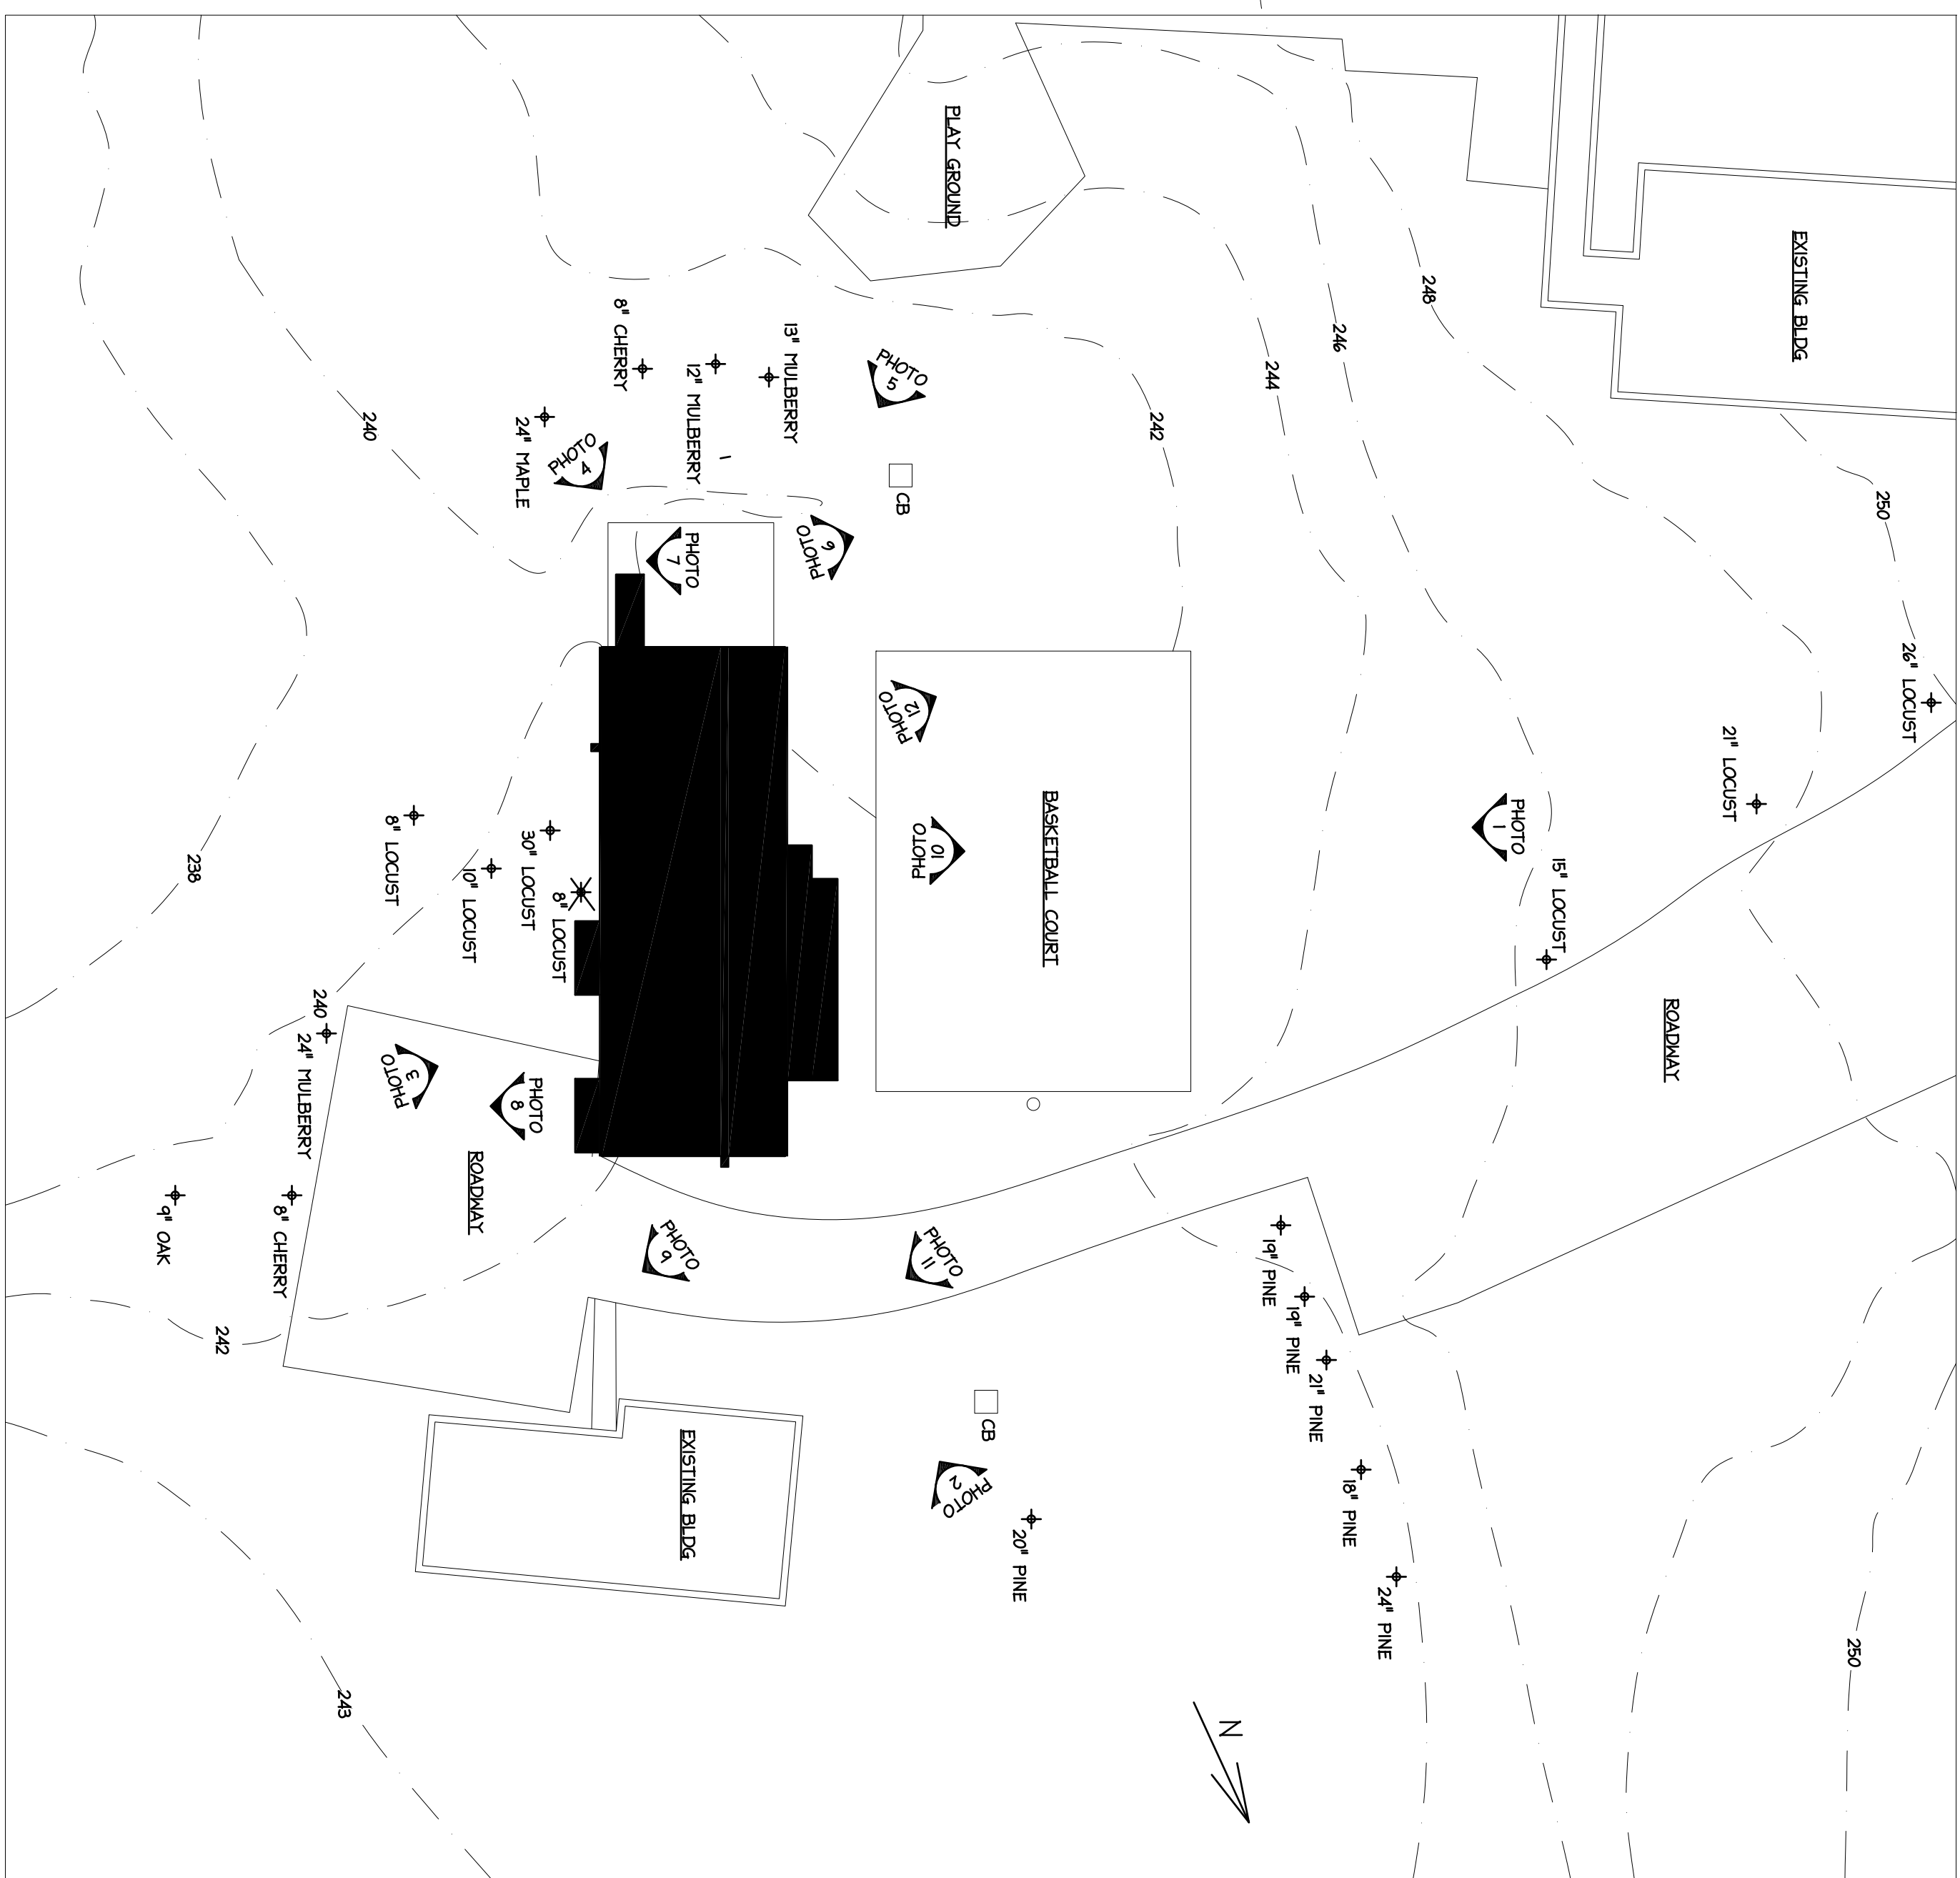 PLAY GROUND
EXISTING BLDG
248
246
244
242
240
8" CHERRY
12" MULBERRY
13" MULBERRY
24" MAPLE
PHOTO 5
PHOTO 4
CB
250
PHOTO 6
PHOTO 7
26" LOCUST
21" LOCUST
PHOTO 12
PHOTO 10
BASKETBALL COURT
PHOTO 1
15" LOCUST
238
8" LOCUST
10" LOCUST
30" LOCUST
8" LOCUST
ROADWAY
240
24" MULBERRY
PHOTO 3
PHOTO 8
ROADWAY
9" OAK
8" CHERRY
PHOTO 9
PHOTO 11
19" PINE
19" PINE
21" PINE
242
CB
PHOTO 2
EXISTING BLDG
18" PINE
20" PINE
24" PINE
250
243
N